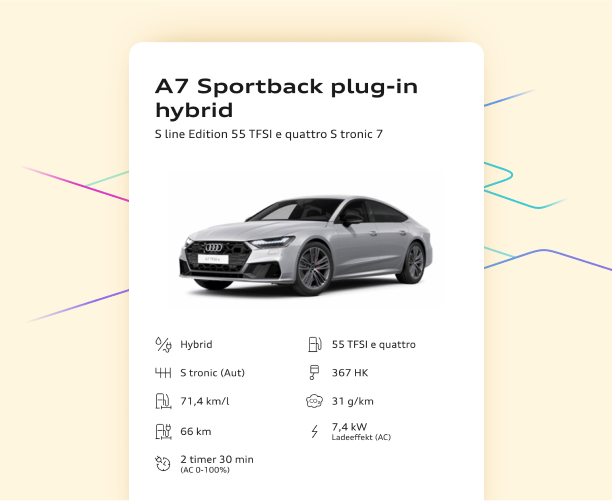 A7 Sportback plug-in
hybrid
S line Edition 55 TFSI e quattro S tronic 7
Hybrid
55 TFSI e quattro
S tronic (Aut)
367 HK
71,4 km/l
CO₂
31 g/km
66 km
7,4 kW
Ladeeffekt (AC)
2 timer 30 min
(AC 0-100%)